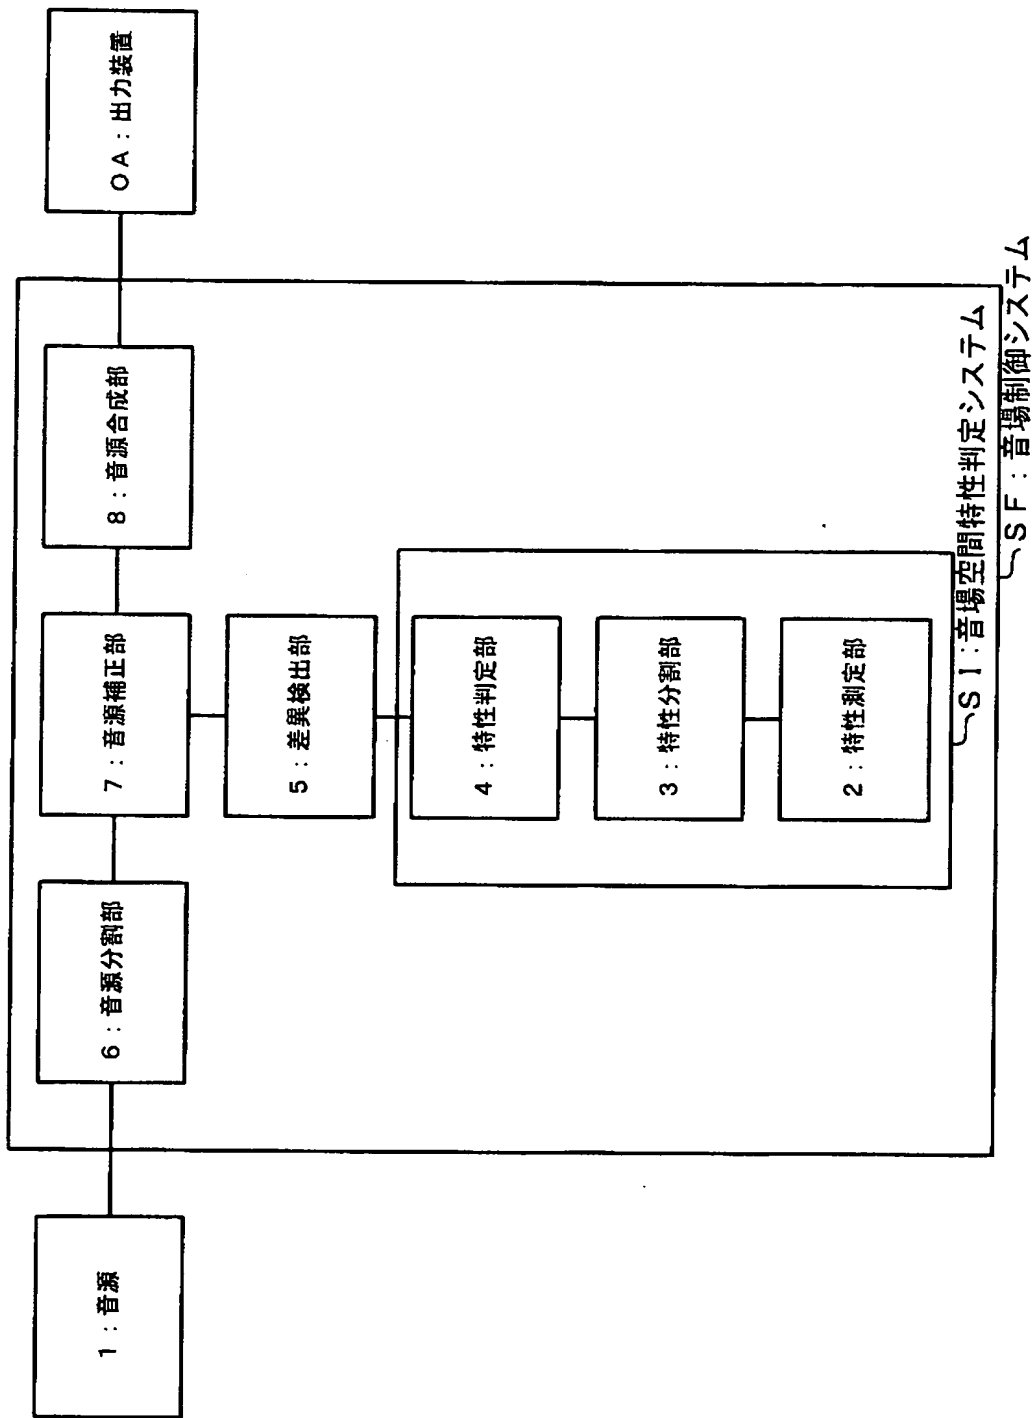 1：音源
6：音源分割部
7：音源補正部
8：音源合成部
OA：出力装置
5：差異検出部
4：特性判定部
3：特性分割部
2：特性測定部
SI：音場空間特性判定システム
SF：音場制御システム